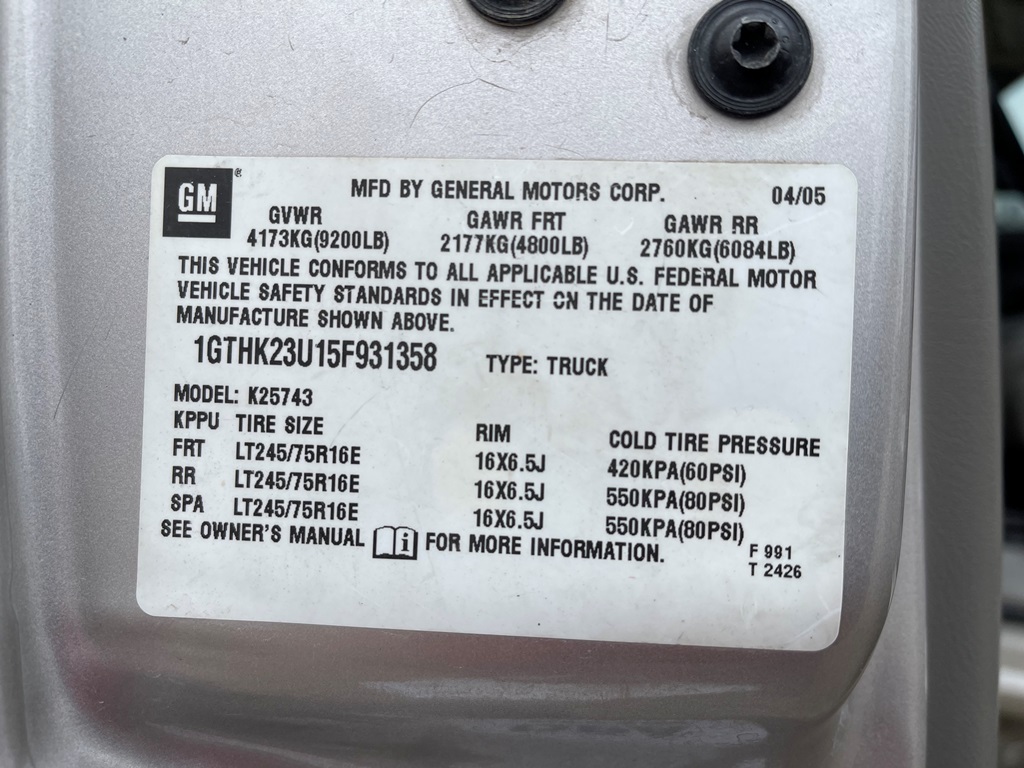 GM ®
MFD BY GENERAL MOTORS CORP. 04/05
GVWR GAWR FRT GAWR RR
4173KG(9200LB) 2177KG(4800LB) 2760KG(6084LB)
THIS VEHICLE CONFORMS TO ALL APPLICABLE U.S. FEDERAL MOTOR
VEHICLE SAFETY STANDARDS IN EFFECT ON THE DATE OF
MANUFACTURE SHOWN ABOVE.
1GTHK23U15F931358 TYPE: TRUCK
MODEL: K25743
KPPU TIRE SIZE RIM COLD TIRE PRESSURE
FRT LT245/75R16E 16X6.5J 420KPA(60PSI)
RR LT245/75R16E 16X6.5J 550KPA(80PSI)
SPA LT245/75R16E 16X6.5J 550KPA(80PSI)
SEE OWNER'S MANUAL i FOR MORE INFORMATION.
F 991
T 2426